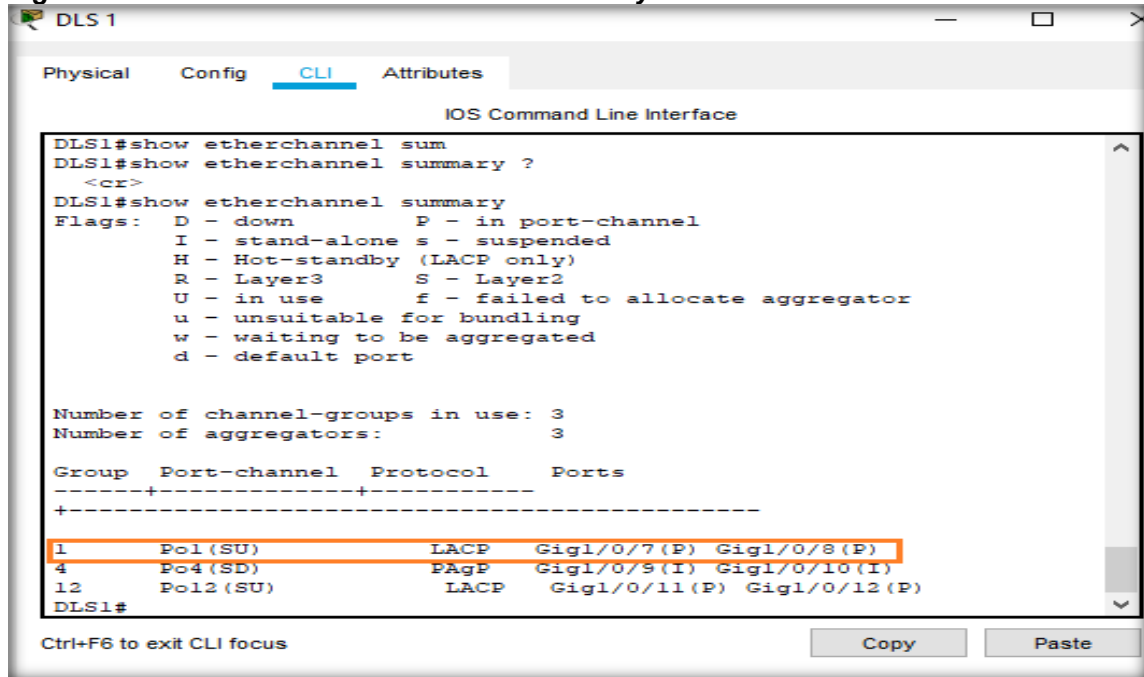 DLS 1
Physical Config CLI Attributes
IOS Command Line Interface
DLS1#show etherchannel sum
DLS1#show etherchannel summary ?
<cr>
DLS1#show etherchannel summary
Flags: D - down P - in port-channel
I - stand-alone s - suspended
H - Hot-standby (LACP only)
R - Layer3 S - Layer2
U - in use f - failed to allocate aggregator
u - unsuitable for bundling
w - waiting to be aggregated
d - default port
Number of channel-groups in use: 3
Number of aggregators: 3
Group Port-channel Protocol Ports
------+-------------+-----------
+----------------------------------------------
1 Po1(SU) LACP Gig1/0/7(P) Gig1/0/8(P)
4 Po4(SD) PAgP Gig1/0/9(I) Gig1/0/10(I)
12 Po12(SU) LACP Gig1/0/11(P) Gig1/0/12(P)
DLS1#
Ctrl+F6 to exit CLI focus
Copy Paste